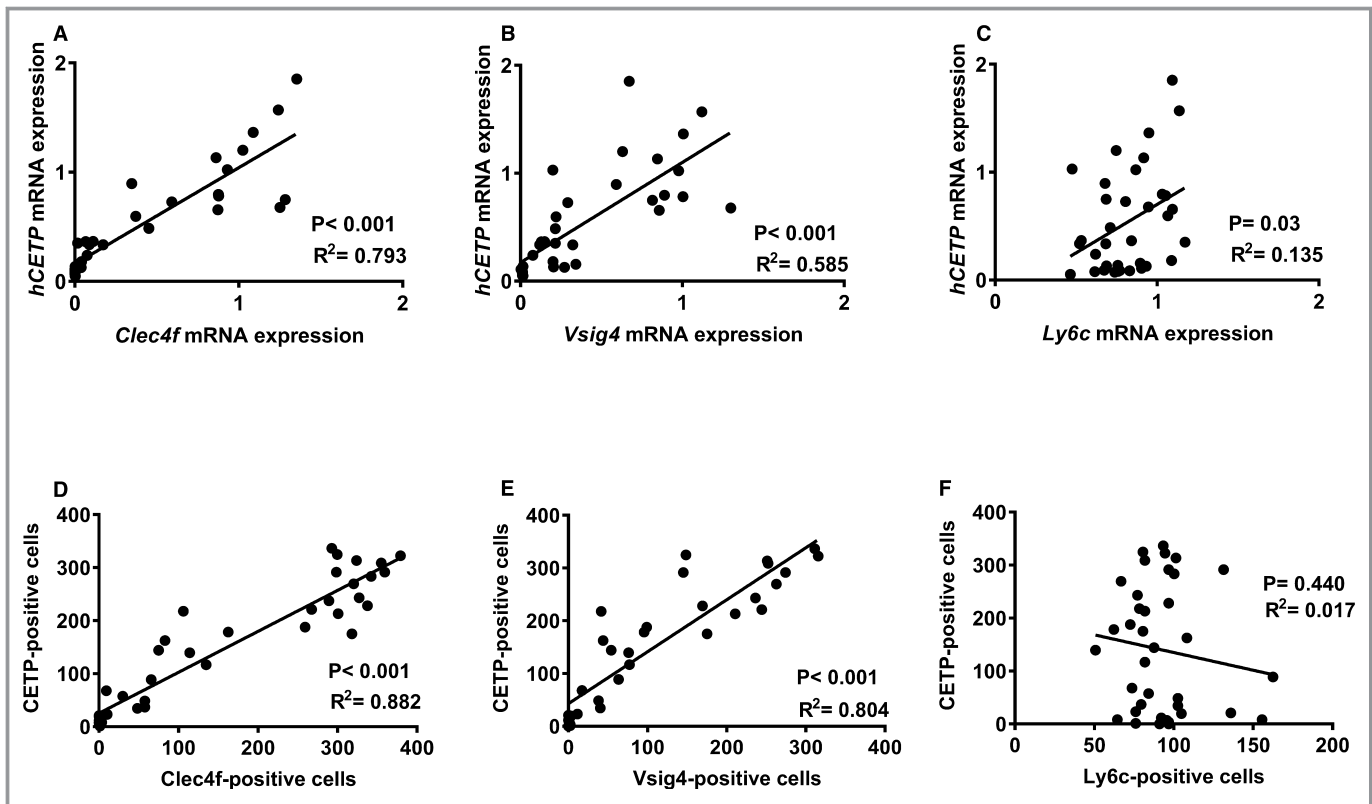 A
hCETP mRNA expression
2
1
0
0
1
2
P< 0.001
R²= 0.793
Clec4f mRNA expression
B
hCETP mRNA expression
2
1
0
0
1
2
P< 0.001
R²= 0.585
Vsig4 mRNA expression
C
hCETP mRNA expression
2
1
0
0
1
2
P= 0.03
R²= 0.135
Ly6c mRNA expression
D
CETP-positive cells
400
300
200
100
0
0
100
200
300
400
P< 0.001
R²= 0.882
Clec4f-positive cells
E
CETP-positive cells
400
300
200
100
0
0
100
200
300
400
P< 0.001
R²= 0.804
Vsig4-positive cells
F
CETP-positive cells
400
300
200
100
0
0
50
100
150
200
P= 0.440
R²= 0.017
Ly6c-positive cells